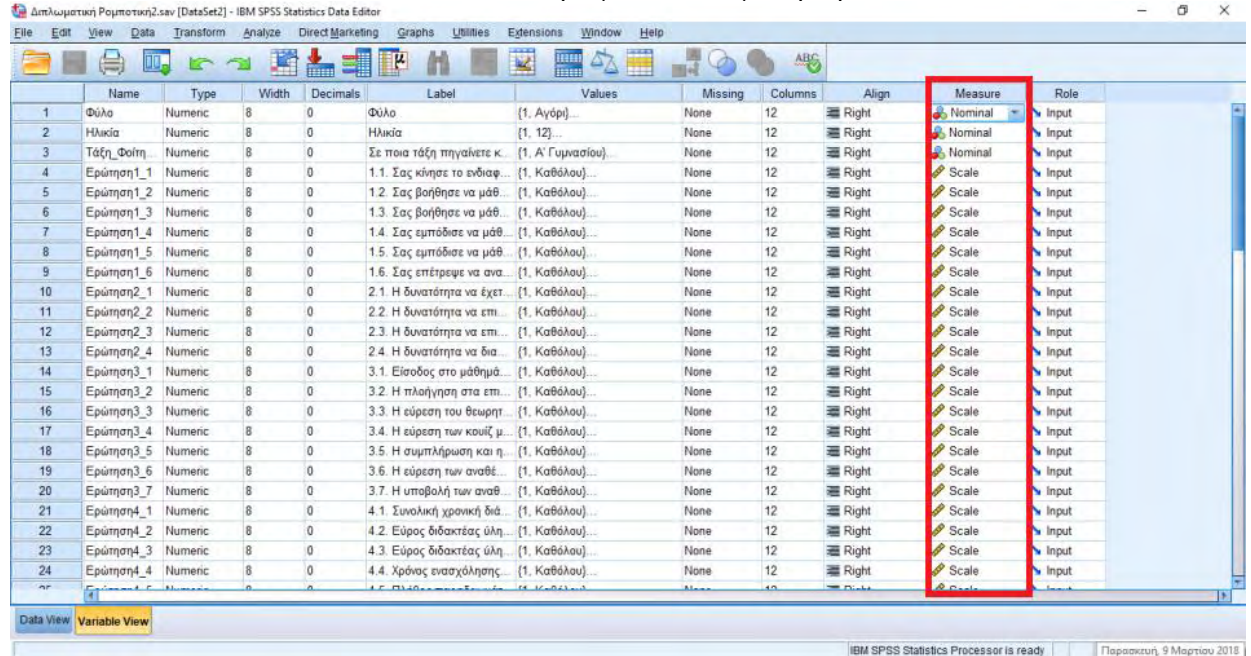 Διπλωματική Ρομποτική2.sav [DataSet2] - IBM SPSS Statistics Data Editor
File Edit View Data Transform Analyze Direct Marketing Graphs Utilities Extensions Window Help
Name Type Width Decimals Label Values Missing Columns Align Measure Role
1 Φύλο Numeric 8 0 Φύλο {1, Αγόρι}... None 12 Right Nominal Input
2 Ηλικία Numeric 8 0 Ηλικία {1, 12}... None 12 Right Nominal Input
3 Τάξη_Φοίτη... Numeric 8 0 Σε ποια τάξη πηγαίνετε κ... {1, Α' Γυμνασίου}... None 12 Right Nominal Input
4 Ερώτηση1_1 Numeric 8 0 1.1. Σας κίνησε το ενδιαφ... {1, Καθόλου}... None 12 Right Scale Input
5 Ερώτηση1_2 Numeric 8 0 1.2. Σας βοήθησε να μάθ... {1, Καθόλου}... None 12 Right Scale Input
6 Ερώτηση1_3 Numeric 8 0 1.3. Σας βοήθησε να μάθ... {1, Καθόλου}... None 12 Right Scale Input
7 Ερώτηση1_4 Numeric 8 0 1.4. Σας εμπόδισε να μάθ... {1, Καθόλου}... None 12 Right Scale Input
8 Ερώτηση1_5 Numeric 8 0 1.5. Σας εμπόδισε να μάθ... {1, Καθόλου}... None 12 Right Scale Input
9 Ερώτηση1_6 Numeric 8 0 1.6. Σας επέτρεψε να ανα... {1, Καθόλου}... None 12 Right Scale Input
10 Ερώτηση2_1 Numeric 8 0 2.1. Η δυνατότητα να έχετ... {1, Καθόλου}... None 12 Right Scale Input
11 Ερώτηση2_2 Numeric 8 0 2.2. Η δυνατότητα να επι... {1, Καθόλου}... None 12 Right Scale Input
12 Ερώτηση2_3 Numeric 8 0 2.3. Η δυνατότητα να επι... {1, Καθόλου}... None 12 Right Scale Input
13 Ερώτηση2_4 Numeric 8 0 2.4. Η δυνατότητα να δια... {1, Καθόλου}... None 12 Right Scale Input
14 Ερώτηση3_1 Numeric 8 0 3.1. Είσοδος στο μάθημά... {1, Καθόλου}... None 12 Right Scale Input
15 Ερώτηση3_2 Numeric 8 0 3.2. Η πλοήγηση στα επι... {1, Καθόλου}... None 12 Right Scale Input
16 Ερώτηση3_3 Numeric 8 0 3.3. Η εύρεση του θεωρητ... {1, Καθόλου}... None 12 Right Scale Input
17 Ερώτηση3_4 Numeric 8 0 3.4. Η εύρεση των κουίζ μ... {1, Καθόλου}... None 12 Right Scale Input
18 Ερώτηση3_5 Numeric 8 0 3.5. Η συμπλήρωση και η... {1, Καθόλου}... None 12 Right Scale Input
19 Ερώτηση3_6 Numeric 8 0 3.6. Η εύρεση των αναθέ... {1, Καθόλου}... None 12 Right Scale Input
20 Ερώτηση3_7 Numeric 8 0 3.7. Η υποβολή των αναθ... {1, Καθόλου}... None 12 Right Scale Input
21 Ερώτηση4_1 Numeric 8 0 4.1. Συνολική χρονική διά... {1, Καθόλου}... None 12 Right Scale Input
22 Ερώτηση4_2 Numeric 8 0 4.2. Εύρος διδακτέας ύλη... {1, Καθόλου}... None 12 Right Scale Input
23 Ερώτηση4_3 Numeric 8 0 4.3. Εύρος διδακτέας ύλη... {1, Καθόλου}... None 12 Right Scale Input
24 Ερώτηση4_4 Numeric 8 0 4.4. Χρόνος ενασχόλησης... {1, Καθόλου}... None 12 Right Scale Input
Data View Variable View
IBM SPSS Statistics Processor is ready Παρασκευή, 9 Μαρτίου 2018